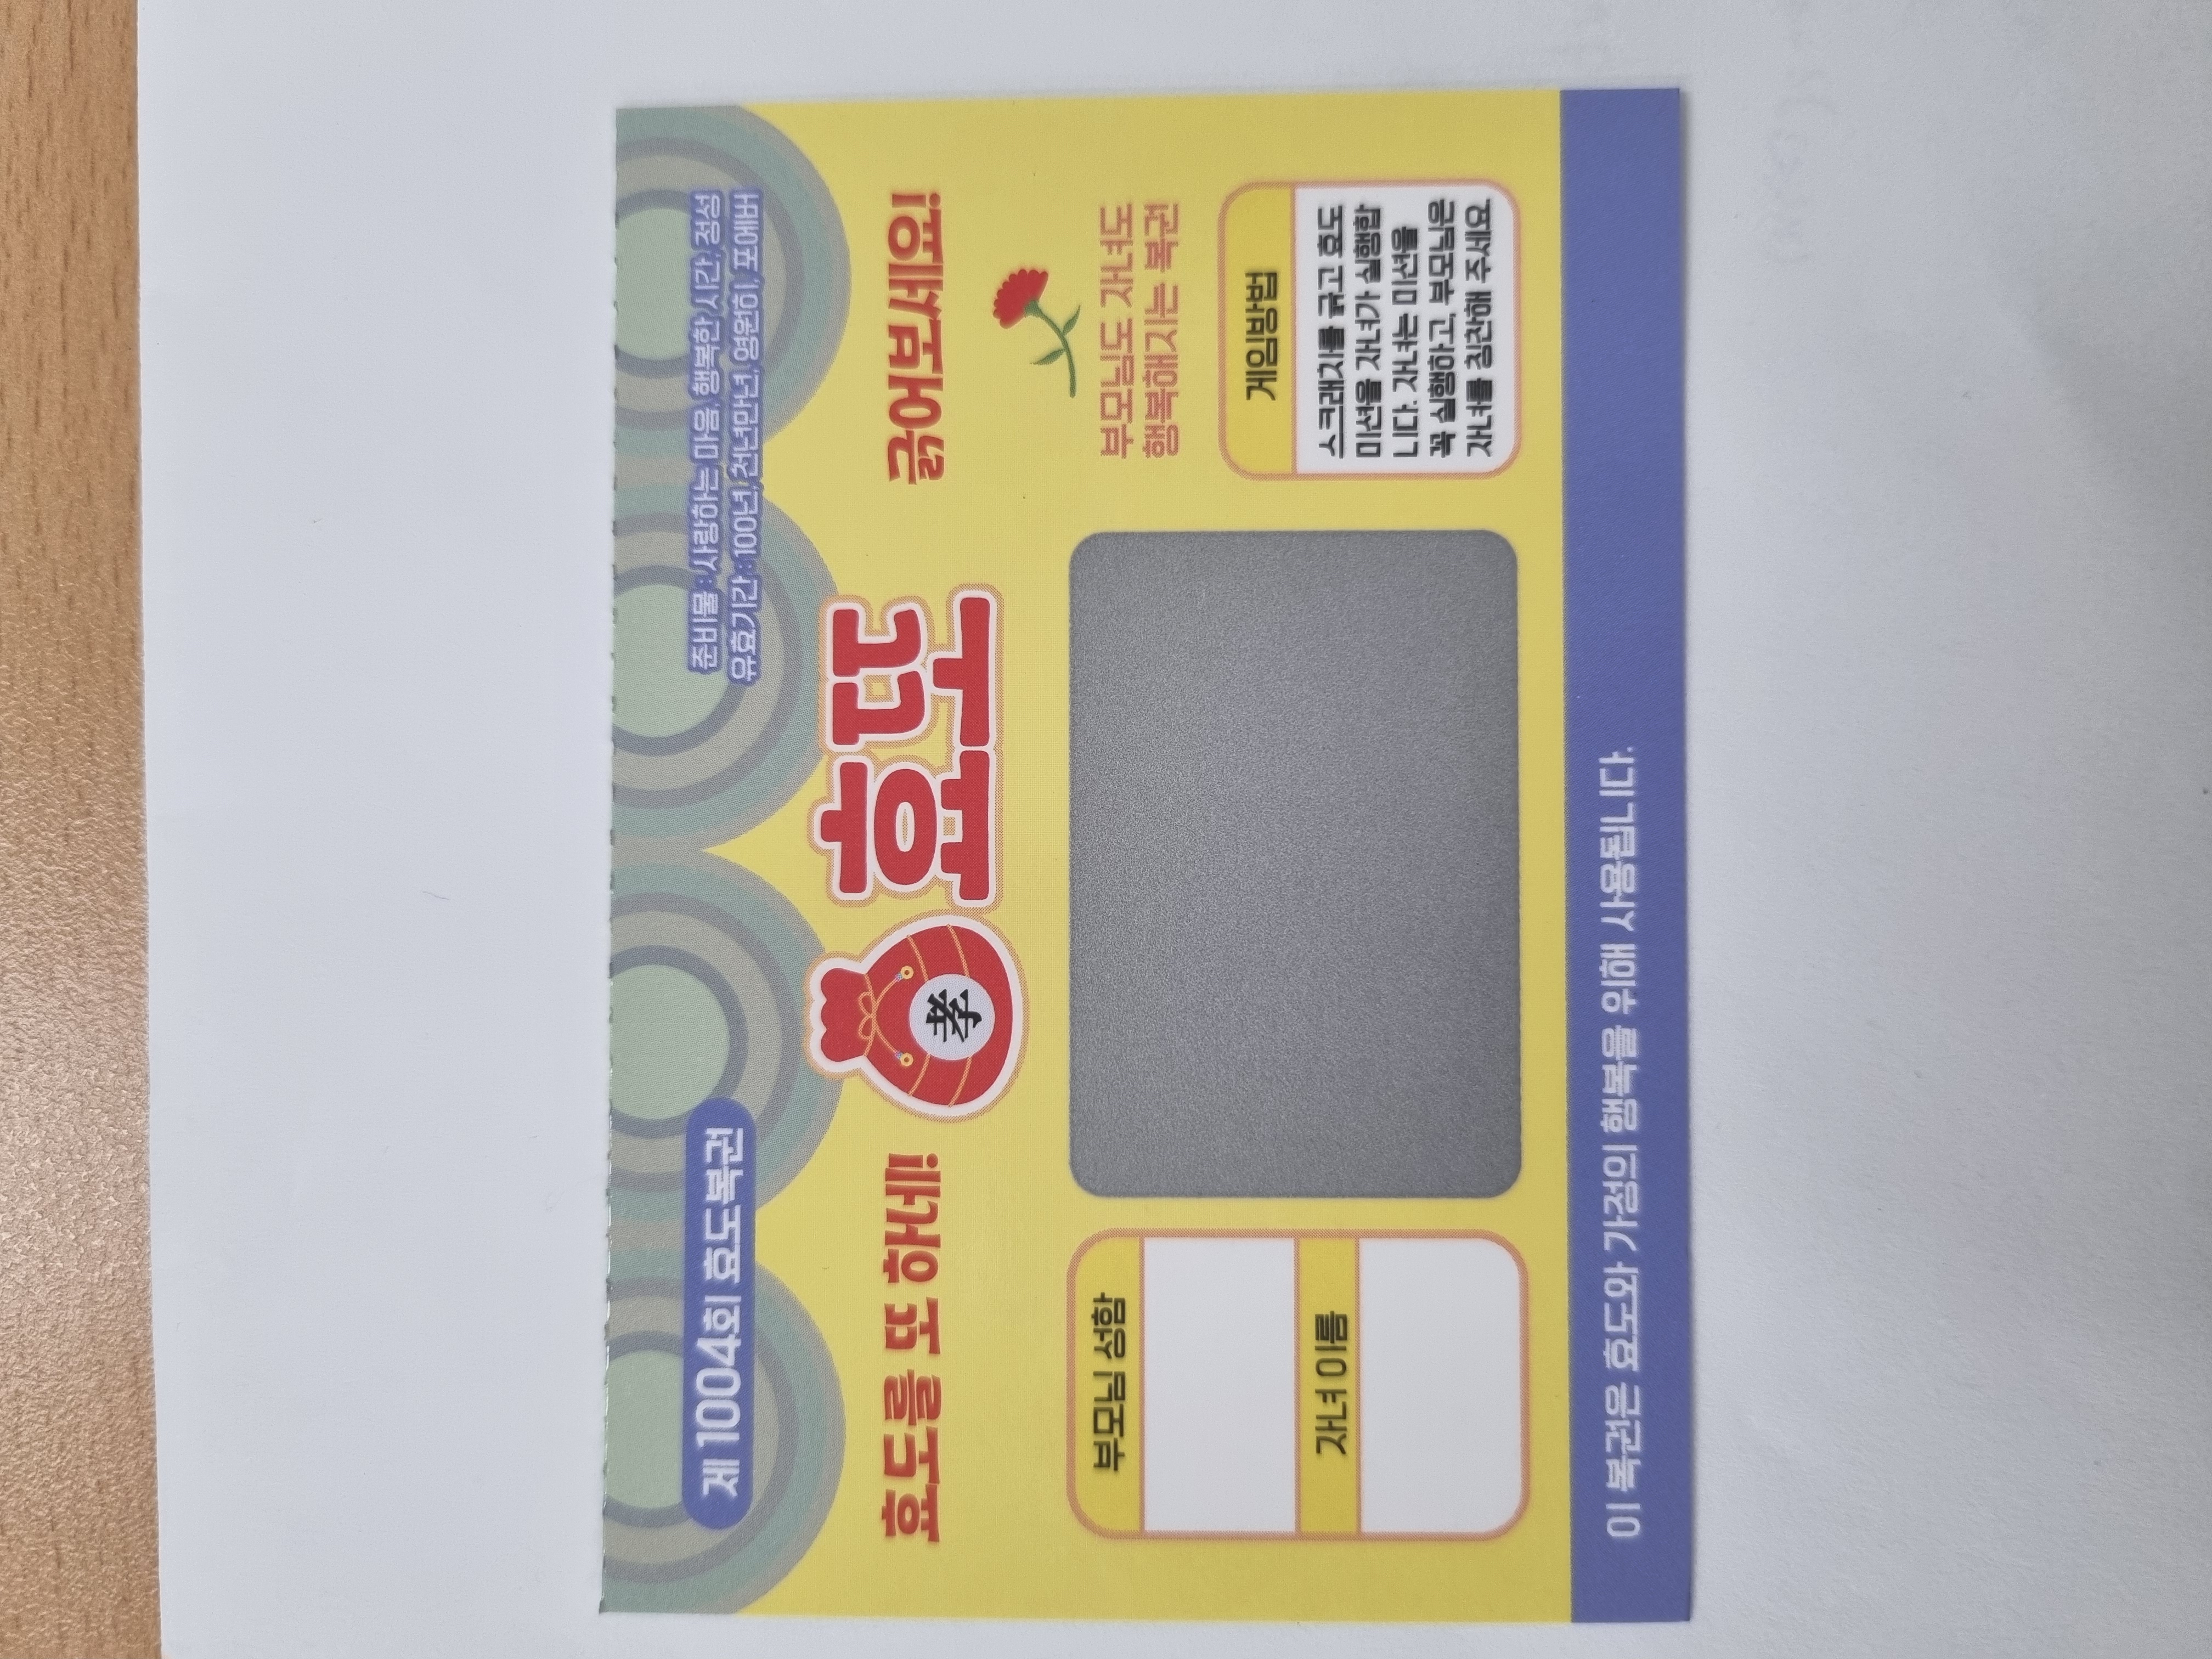 제 1004회 효도복권
준비물 : 사랑하는 마음, 행복한 시간, 정성
유효기간 : 100년, 천년만년, 영원히, 포에버
효도를 또 하네!
孝
효또
긁어보세요!
부모님도 자녀도
행복해지는 복권
부모님 성함
자녀 이름
게임방법
스크래치를 긁고 효도
미션을 자녀가 실행합
니다. 자녀는 미션을
꼭 실행하고, 부모님은
자녀를 칭찬해 주세요.
이 복권은 효도와 가정의 행복을 위해 사용됩니다.